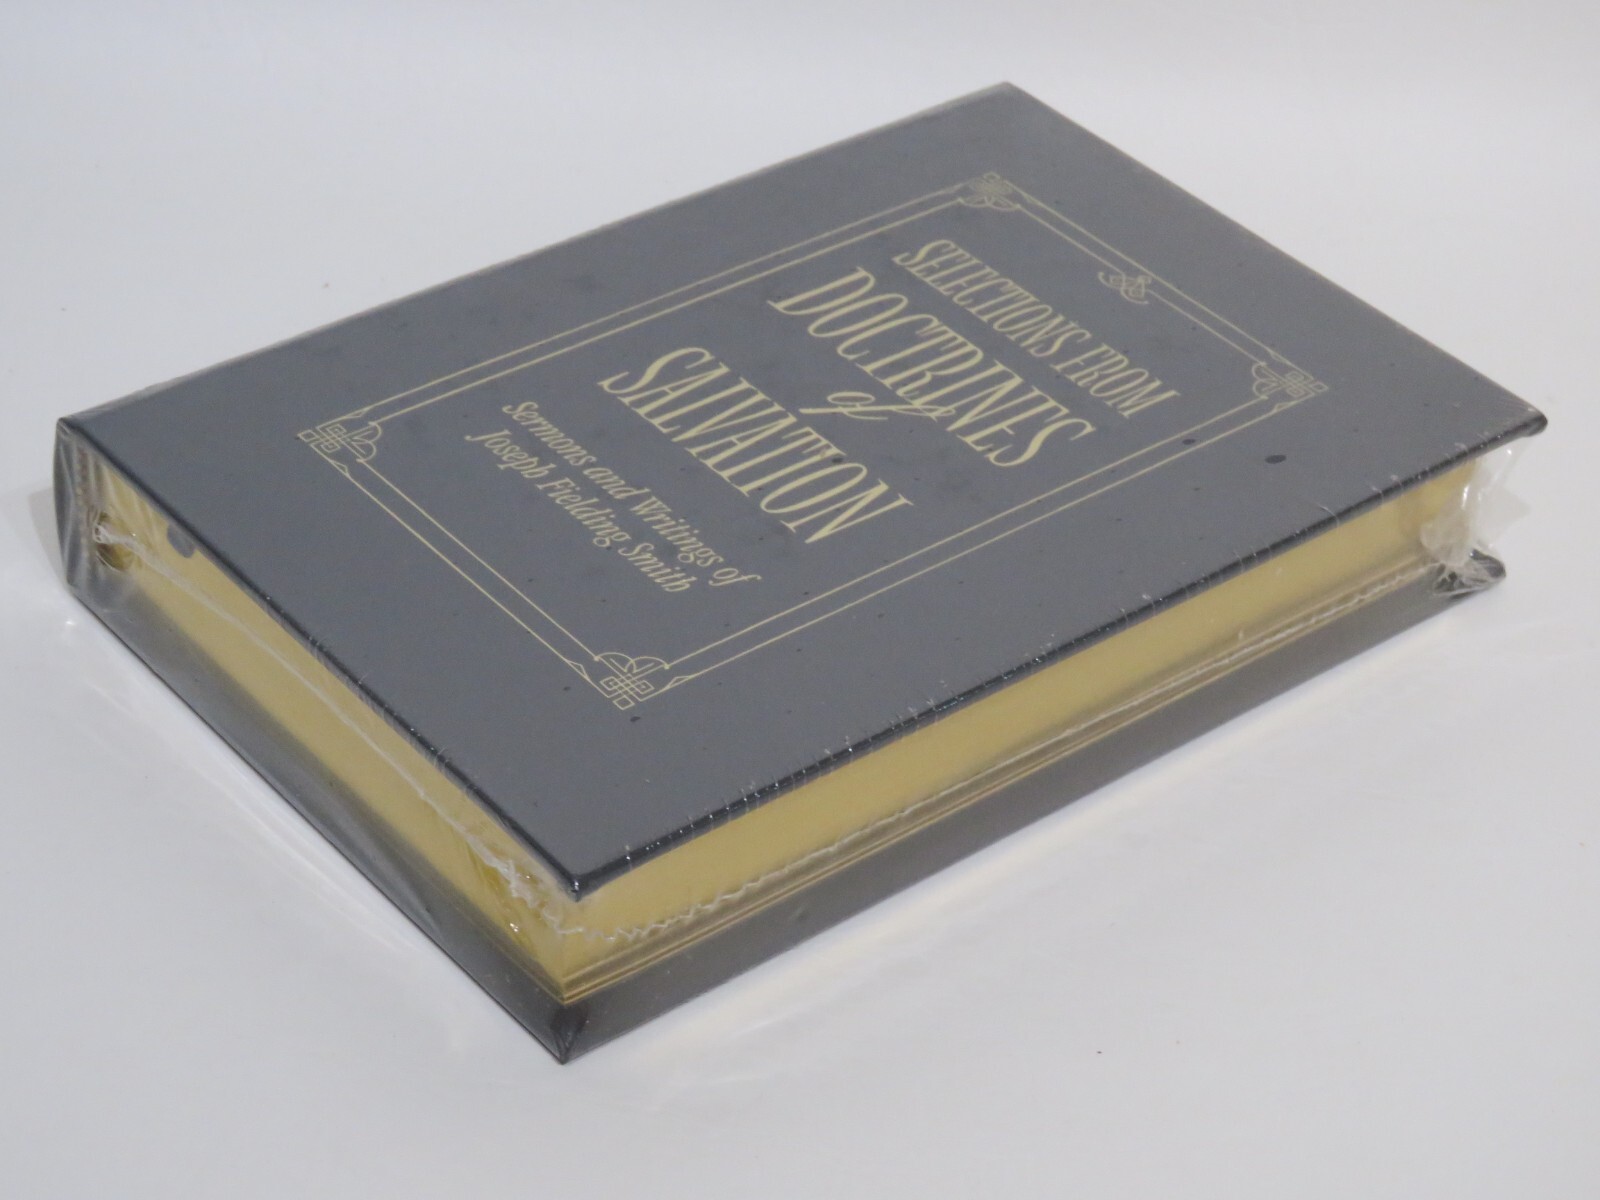 SELECTIONS FROM
DOCTRINES
of
SALVATION
Sermons and Writings of
Joseph Fielding Smith